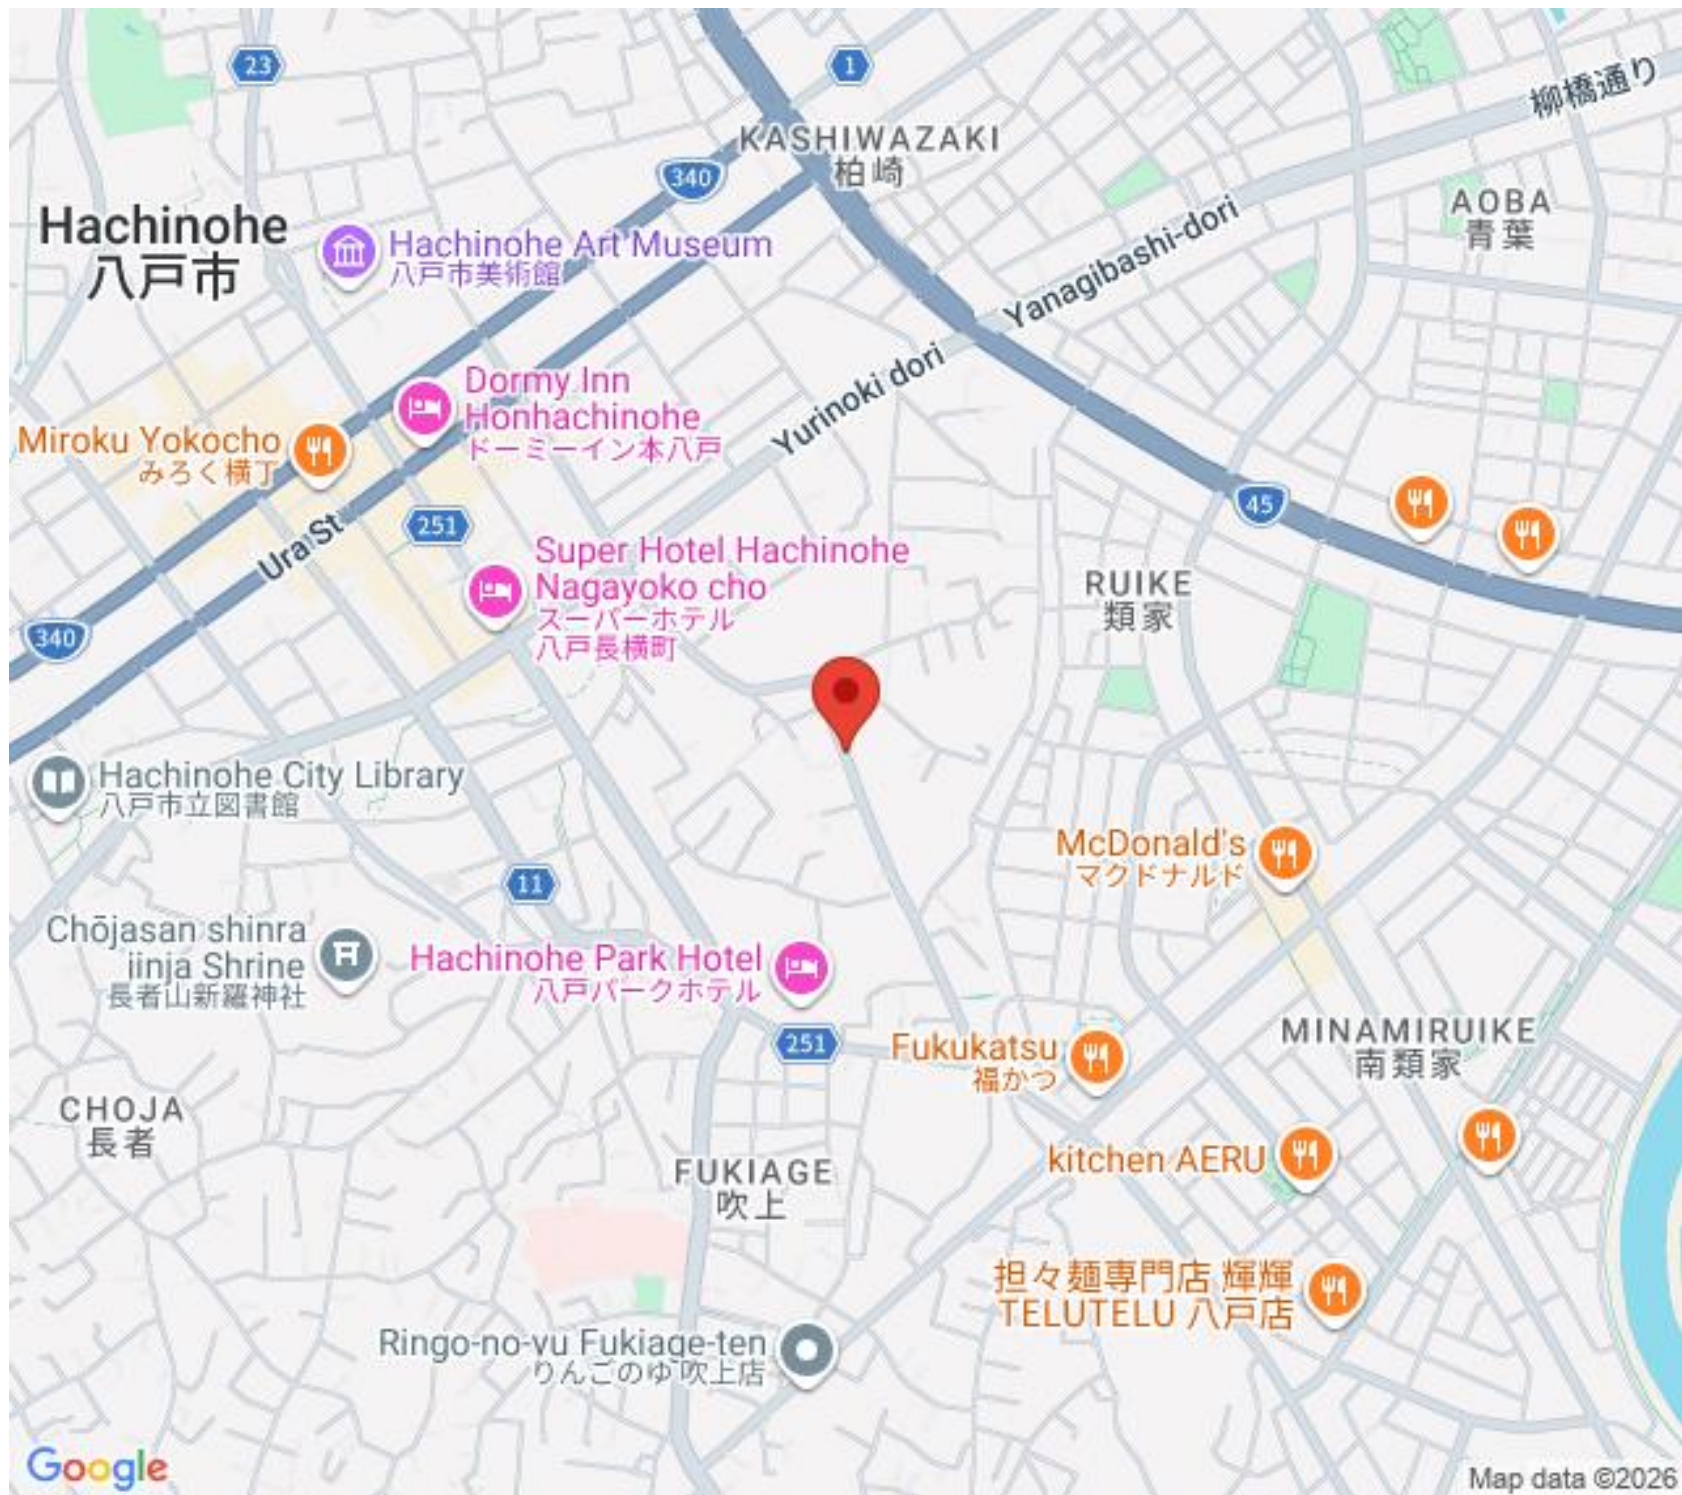 23
1
柳橋通り
KASHIWAZAKI
柏崎
340
AOBA
青葉
Hachinohe
八戸市
Hachinohe Art Museum
八戸市美術館
Yanagibashi-dori
Yurinoki dori
Dormy Inn
Honhachinohe
ドーミーイン本八戸
Miroku Yokocho
みろく横丁
45
251
Ura St
Super Hotel Hachinohe
Nagayoko cho
スーパーホテル
八戸長横町
RUIKE
類家
340
Hachinohe City Library
八戸市立図書館
McDonald's
マクドナルド
11
Chōjasan shinra
jinja Shrine
長者山新羅神社
Hachinohe Park Hotel
八戸パークホテル
251
Fukukatsu
福かつ
MINAMIRUIKE
南類家
CHOJA
長者
kitchen AERU
FUKIAGE
吹上
担々麺専門店 輝輝
TELUTELU 八戸店
Ringo-no-yu Fukiage-ten
りんごのゆ 吹上店
Google
Map data ©2026